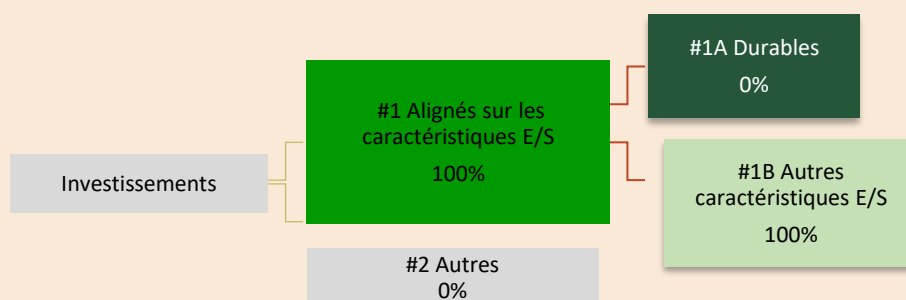 Investissements
#1 Alignés sur les
caractéristiques E/S
100%
#2 Autres
0%
#1A Durables
0%
#1B Autres
caractéristiques E/S
100%